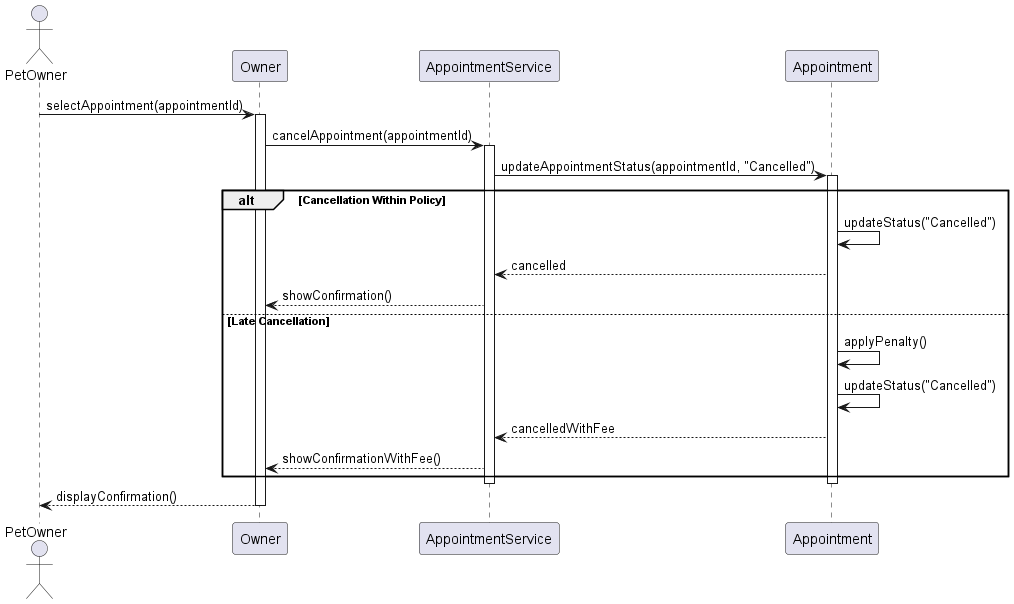 PetOwner
Owner
AppointmentService
Appointment
selectAppointment(appointmentId)
cancelAppointment(appointmentId)
updateAppointmentStatus(appointmentId, "Cancelled")
alt
[Cancellation Within Policy]
updateStatus("Cancelled")
cancelled
showConfirmation()
[Late Cancellation]
applyPenalty()
updateStatus("Cancelled")
cancelledWithFee
showConfirmationWithFee()
displayConfirmation()
PetOwner
Owner
AppointmentService
Appointment